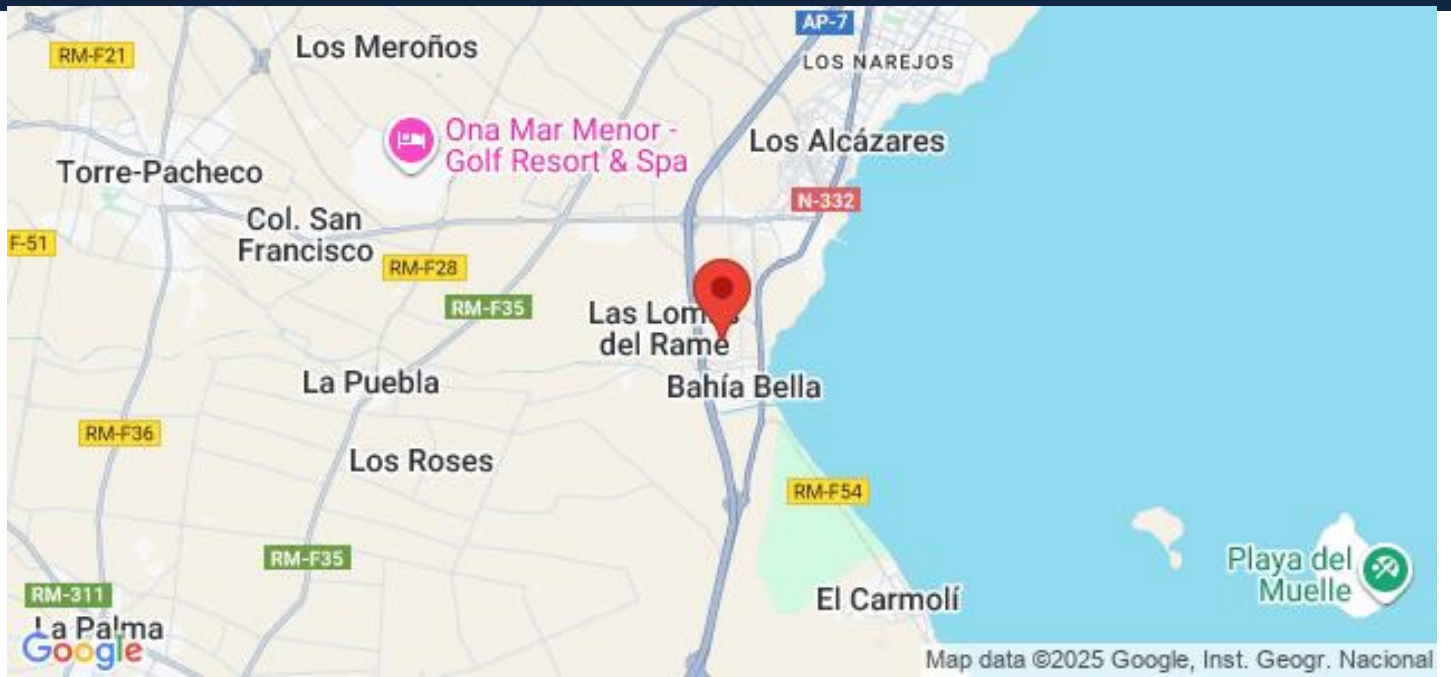 AP-7
RM-F21
Los Meroños
LOS NAREJOS
Ona Mar Menor -
Golf Resort & Spa
Los Alcázares
Torre-Pacheco
N-332
Col. San
Francisco
F-51
RM-F28
RM-F35
Las Lomas
del Rame
La Puebla
Bahía Bella
RM-F36
Los Roses
RM-F54
RM-F35
Playa del
Muelle
RM-311
El Carmolí
La Palma
Google
Map data ©2025 Google, Inst. Geogr. Nacional